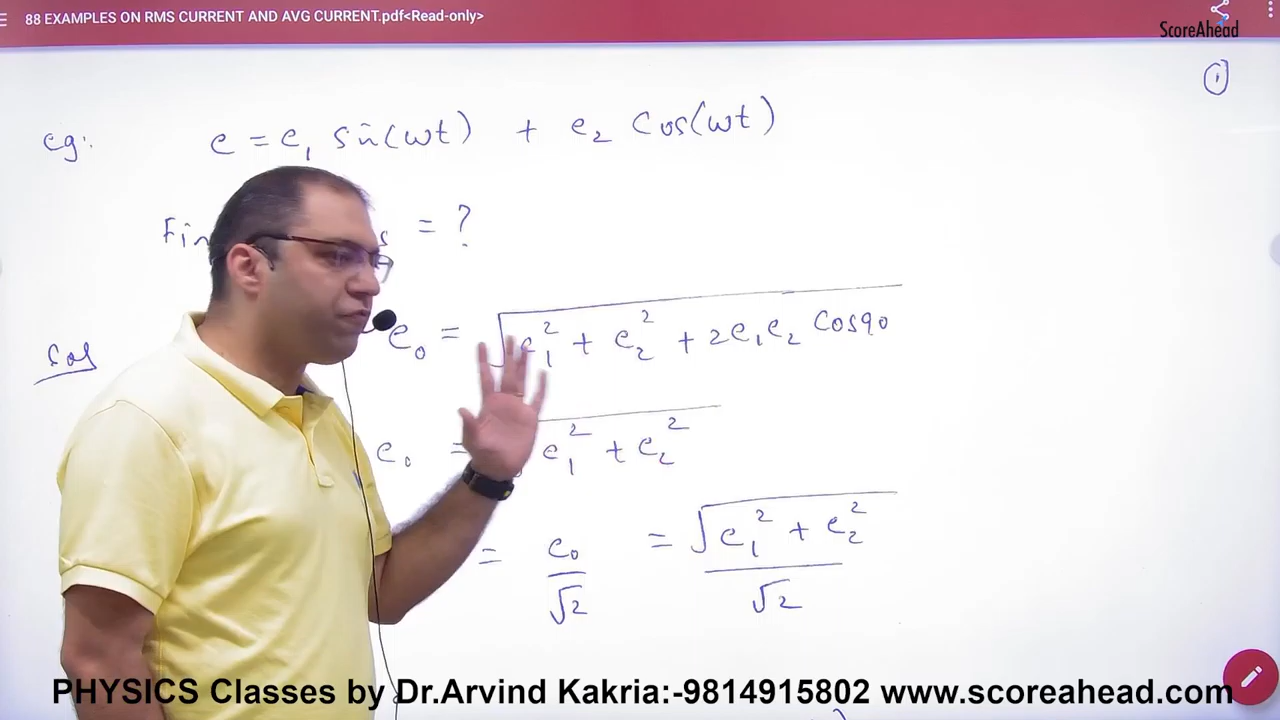 88 EXAMPLES ON RMS CURRENT AND AVG CURRENT.pdf<Read-only>
ScoreAhead
①
eg: e = e₁ sin(ωt) + e₂ Cos(ωt)
= ?
Sol e₀ = √(e₁² + e₂² + 2e₁e₂ Cos90)
e₀ = e₁² + e₂²
= e₀/√2 = √(e₁² + e₂²)/√2
PHYSICS Classes by Dr.Arvind Kakria:-9814915802 www.scoreahead.com